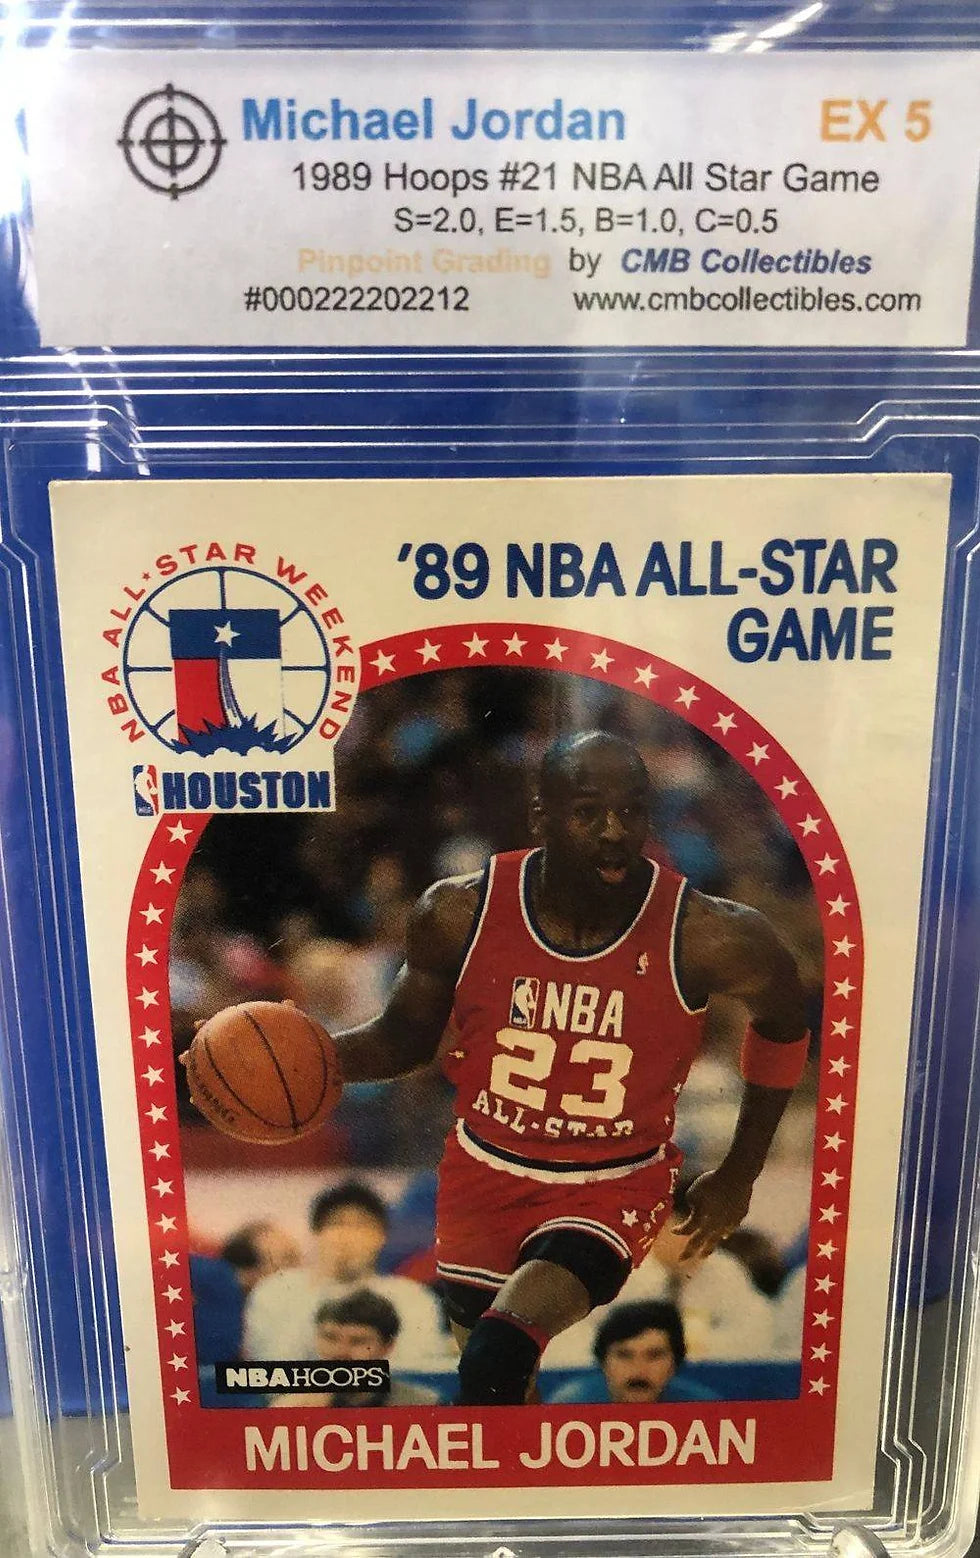 Michael Jordan EX 5
1989 Hoops #21 NBA All Star Game
S=2.0, E=1.5, B=1.0, C=0.5
Pinpoint Grading by CMB Collectibles
#000222202212 www.cmbcollectibles.com
NBA ALL★STAR WEEKEND
HOUSTON
'89 NBA ALL-STAR
GAME
NBA
23
ALL-STAR
NBA HOOPS
MICHAEL JORDAN